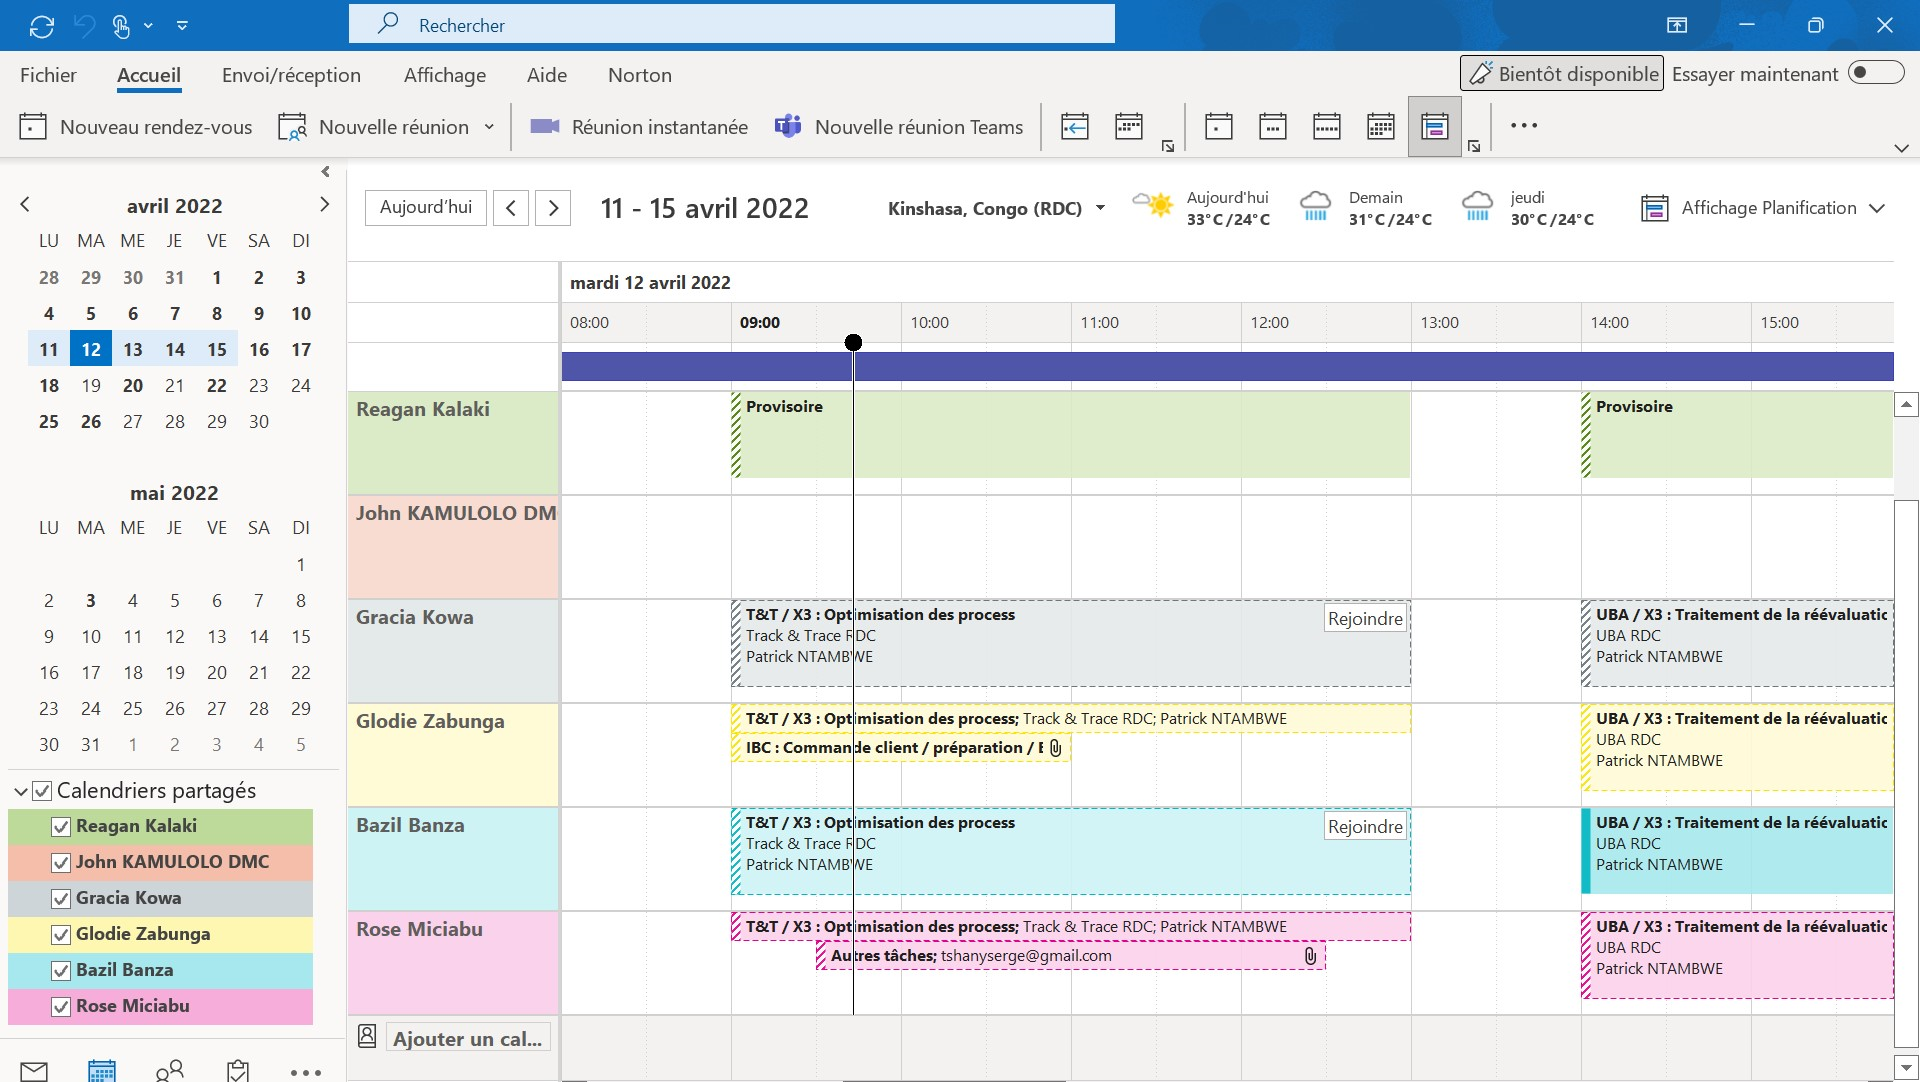 Rechercher
Fichier Accueil Envoi/réception Affichage Aide Norton Bientôt disponible Essayer maintenant
Nouveau rendez-vous Nouvelle réunion Réunion instantanée Nouvelle réunion Teams
avril 2022
LU MA ME JE VE SA DI
28 29 30 31 1 2 3
4 5 6 7 8 9 10
11 12 13 14 15 16 17
18 19 20 21 22 23 24
25 26 27 28 29 30
mai 2022
LU MA ME JE VE SA DI
1
2 3 4 5 6 7 8
9 10 11 12 13 14 15
16 17 18 19 20 21 22
23 24 25 26 27 28 29
30 31 1 2 3 4 5
Calendriers partagés
Reagan Kalaki
John KAMULOLO DMC
Gracia Kowa
Glodie Zabunga
Bazil Banza
Rose Miciabu
Aujourd'hui 11 - 15 avril 2022 Kinshasa, Congo (RDC)
Aujourd'hui
33°C/24°C
Demain
31°C/24°C
jeudi
30°C/24°C
Affichage Planification
mardi 12 avril 2022
08:00 09:00 10:00 11:00 12:00 13:00 14:00 15:00
Reagan Kalaki
Provisoire
Provisoire
John KAMULOLO DM
Gracia Kowa
T&T / X3 : Optimisation des process
Track & Trace RDC
Patrick NTAMBWE
Rejoindre
UBA / X3 : Traitement de la réévaluatic
UBA RDC
Patrick NTAMBWE
Glodie Zabunga
T&T / X3 : Optimisation des process; Track & Trace RDC; Patrick NTAMBWE
IBC : Commande client / préparation / E
UBA / X3 : Traitement de la réévaluatic
UBA RDC
Patrick NTAMBWE
Bazil Banza
T&T / X3 : Optimisation des process
Track & Trace RDC
Patrick NTAMBWE
Rejoindre
UBA / X3 : Traitement de la réévaluatic
UBA RDC
Patrick NTAMBWE
Rose Miciabu
T&T / X3 : Optimisation des process; Track & Trace RDC; Patrick NTAMBWE
Autres tâches; tshanyserge@gmail.com
UBA / X3 : Traitement de la réévaluatic
UBA RDC
Patrick NTAMBWE
Ajouter un cal...